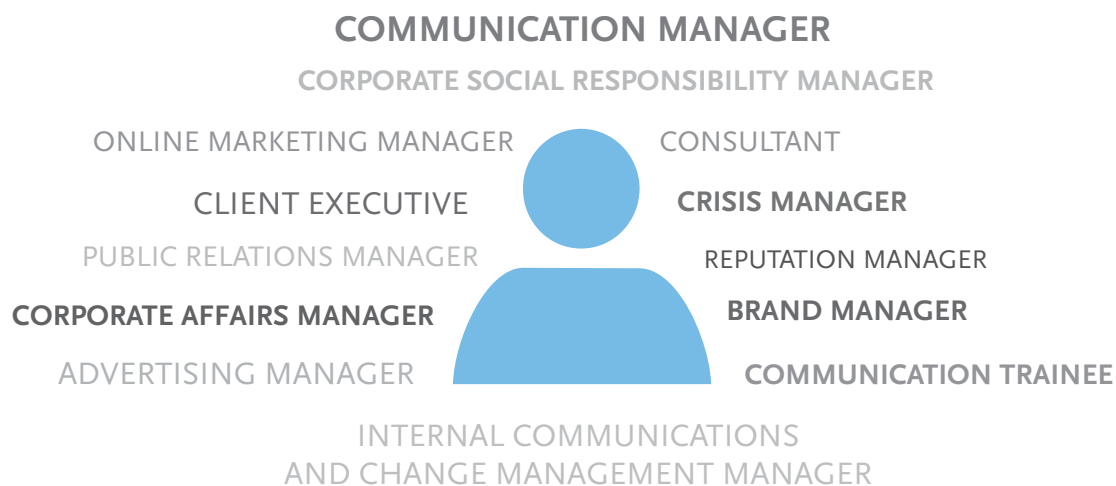 COMMUNICATION MANAGER
CORPORATE SOCIAL RESPONSIBILITY MANAGER
ONLINE MARKETING MANAGER
CONSULTANT
CLIENT EXECUTIVE
CRISIS MANAGER
PUBLIC RELATIONS MANAGER
REPUTATION MANAGER
CORPORATE AFFAIRS MANAGER
BRAND MANAGER
ADVERTISING MANAGER
COMMUNICATION TRAINEE
INTERNAL COMMUNICATIONS
AND CHANGE MANAGEMENT MANAGER